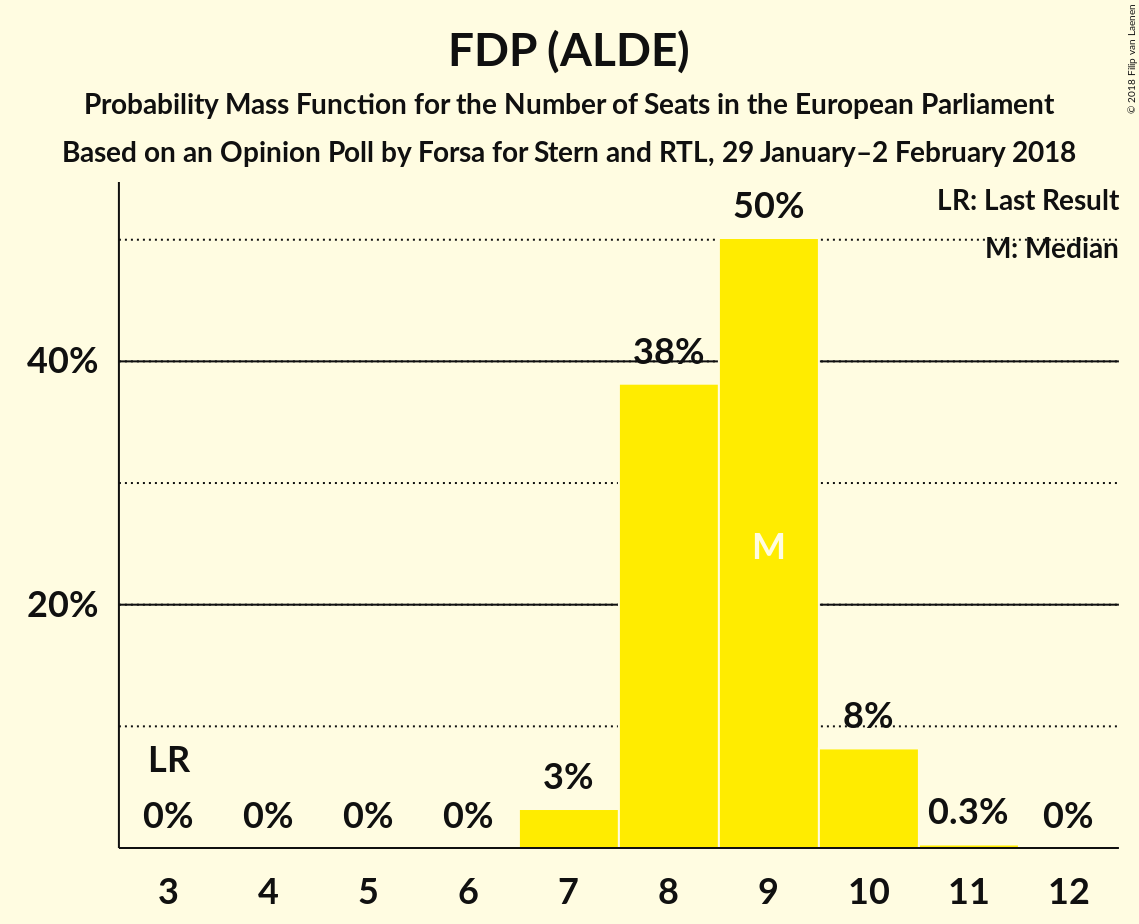 FDP (ALDE)
Probability Mass Function for the Number of Seats in the European Parliament
Based on an Opinion Poll by Forsa for Stern and RTL, 29 January–2 February 2018
© 2018 Filip van Laenen
LR: Last Result
M: Median
50%
38%
40%
M
20%
8%
LR
3%
0%
0%
0%
0%
0.3%
0%
3 4 5 6 7 8 9 10 11 12